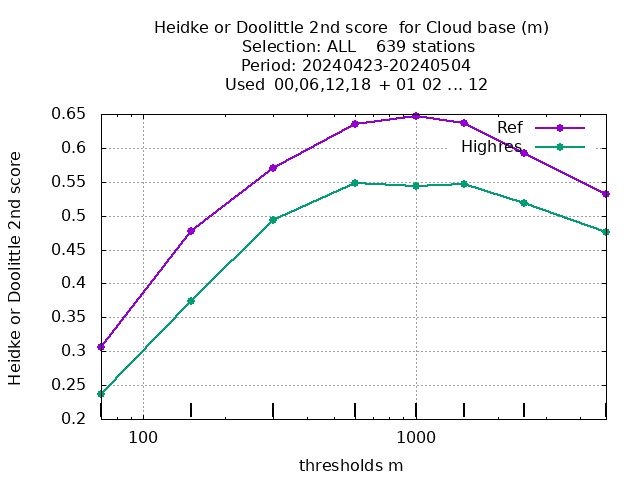 Heidke or Doolittle 2nd score  for Cloud base (m)
Selection: ALL    639 stations
Period: 20240423-20240504
Used  00,06,12,18  + 01 02 ... 12
Ref
Highres
Heidke or Doolittle 2nd score
0.65
0.6
0.55
0.5
0.45
0.4
0.35
0.3
0.25
0.2
100
1000
thresholds m